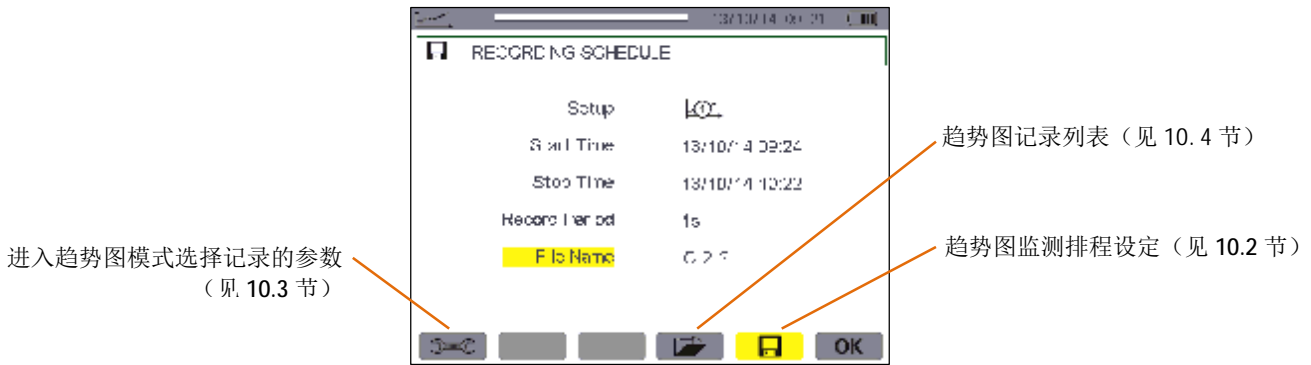 RECORDING SCHEDULE
Setup
Start Time 13/10/14 09:24
Stop Time 13/10/14 10:22
Record Period 1s
File Name
OK
趋势图记录列表（见 10.4 节）
趋势图监测排程设定（见 10.2 节）
进入趋势图模式选择记录的参数
（见 10.3 节）